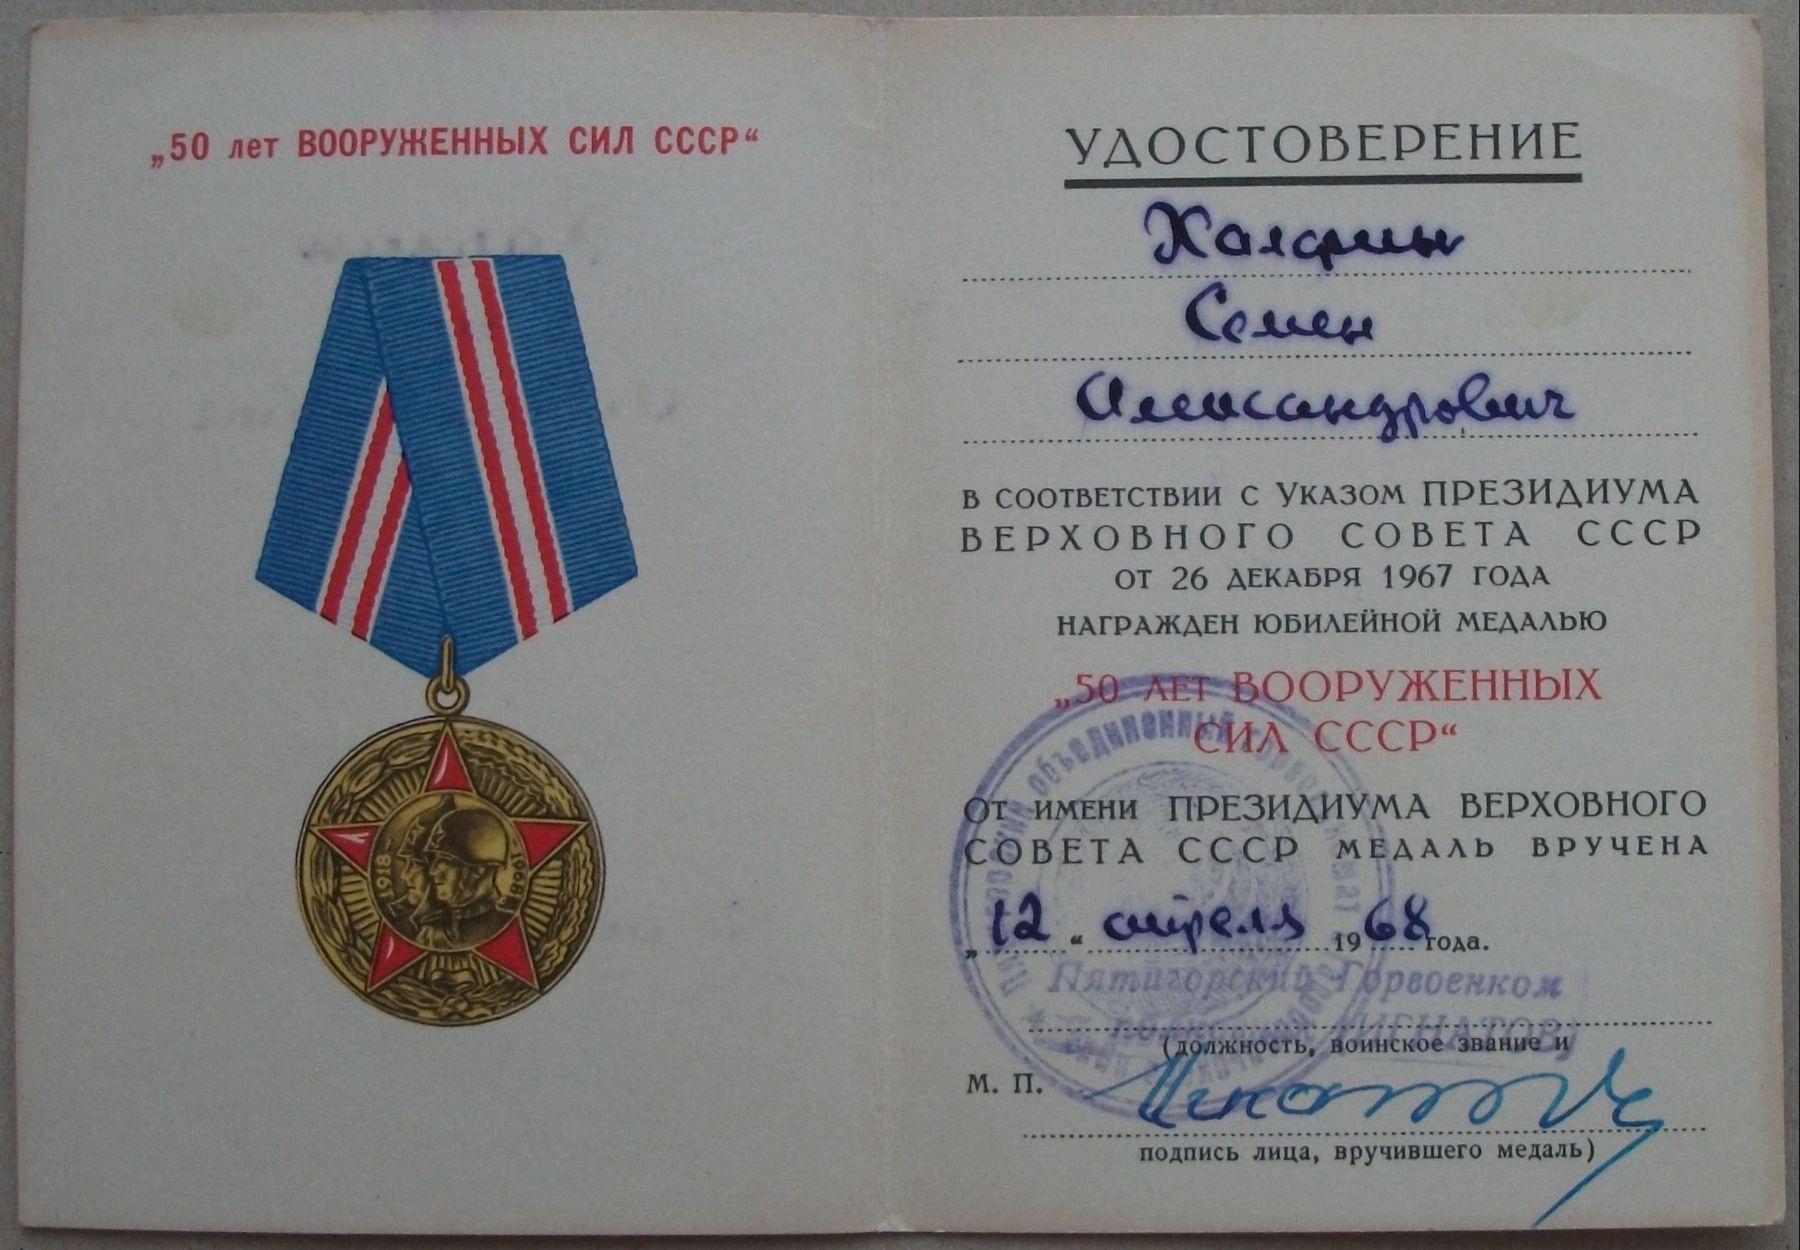 „50 лет ВООРУЖЕННЫХ СИЛ СССР“
1918
1968
УДОСТОВЕРЕНИЕ
Халфин
Семен
Александрович
в соответствии с Указом ПРЕЗИДИУМА
ВЕРХОВНОГО СОВЕТА СССР
от 26 декабря 1967 года
награжден юбилейной медалью
„50 лет ВООРУЖЕННЫХ
СИЛ СССР“
От имени ПРЕЗИДИУМА ВЕРХОВНОГО
СОВЕТА СССР медаль вручена
„12“ апреля 1968 года.
Пятигорский Горвоенком
ИГНАТОВ
(должность, воинское звание и
М. П.
подпись лица, вручившего медаль)
объединенный